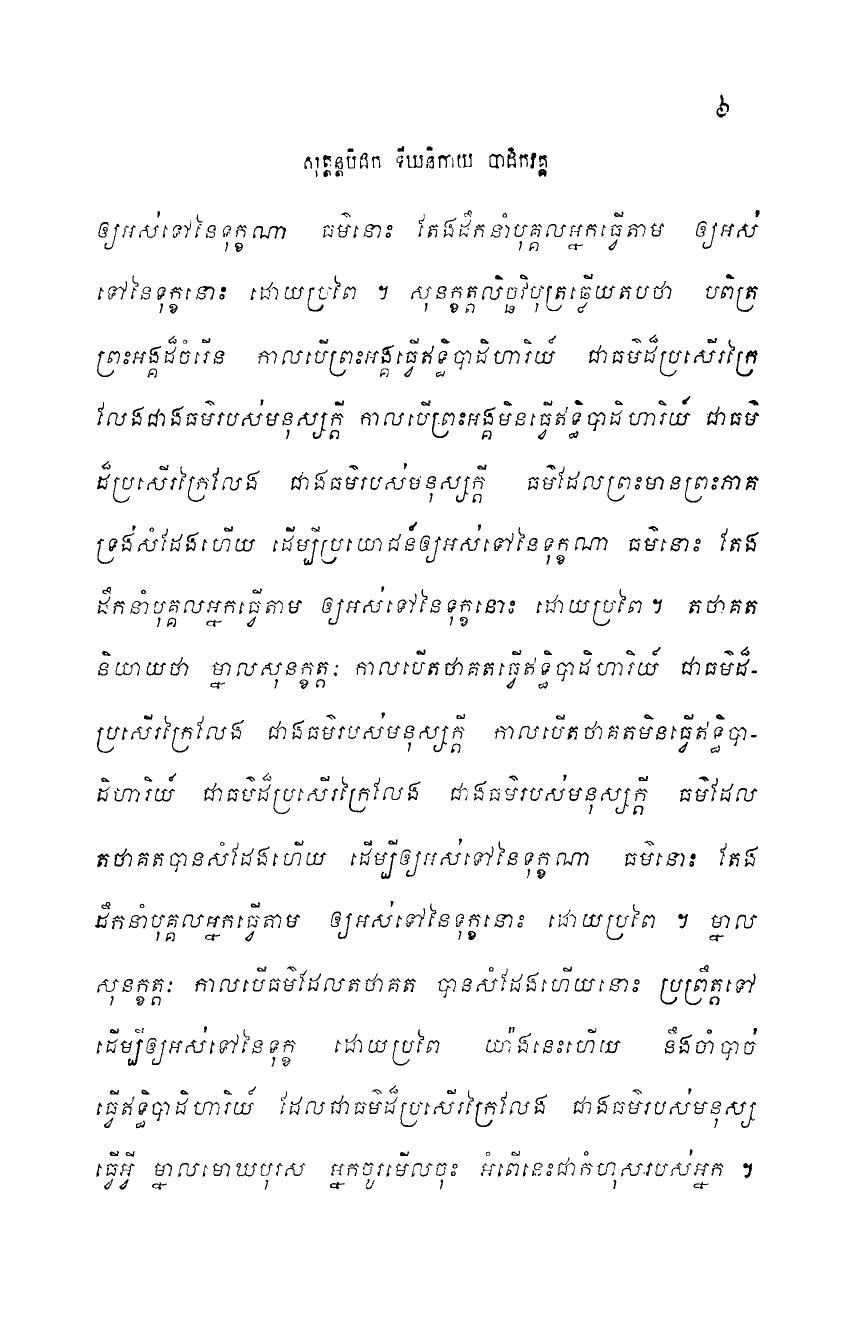 ៦
សុត្តន្តបិដក ទីឃនិកាយ បាដិកវគ្គ
ឲ្យអស់ទៅនៃទុក្ខណា ធម៌នោះ តែងដឹកនាំបុគ្គលអ្នកធ្វើតាម ឲ្យអស់
ទៅនៃទុក្ខនោះ ដោយប្រពៃ ។ សុនក្ខត្តលិច្ឆវិបុត្រឆ្លើយតបថា បពិត្រ
ព្រះអង្គដ៏ចំរើន កាលបើព្រះអង្គធ្វើឥទ្ធិបាដិហារិយ៍ ជាធម៌ដ៏ប្រសើរក្រៃ
លែងជាងធម៌របស់មនុស្សក្តី កាលបើព្រះអង្គមិនធ្វើឥទ្ធិបាដិហារិយ៍ ជាធម៌
ដ៏ប្រសើរក្រៃលែង ជាងធម៌របស់មនុស្សក្តី ធម៌ដែលព្រះមានព្រះភាគ
ទ្រង់សំដែងហើយ ដើម្បីប្រយោជន៍ឲ្យអស់ទៅនៃទុក្ខណា ធម៌នោះ តែង
ដឹកនាំបុគ្គលអ្នកធ្វើតាម ឲ្យអស់ទៅនៃទុក្ខនោះ ដោយប្រពៃ ។ តថាគត
និយាយថា ម្នាលសុនក្ខត្តៈ កាលបើតថាគតធ្វើឥទ្ធិបាដិហារិយ៍ ជាធម៌ដ៏-
ប្រសើរក្រៃលែង ជាងធម៌របស់មនុស្សក្តី កាលបើតថាគតមិនធ្វើឥទ្ធិបា-
ដិហារិយ៍ ជាធម៌ដ៏ប្រសើរក្រៃលែង ជាងធម៌របស់មនុស្សក្តី ធម៌ដែល
តថាគតបានសំដែងហើយ ដើម្បីឲ្យអស់ទៅនៃទុក្ខណា ធម៌នោះ តែង
ដឹកនាំបុគ្គលអ្នកធ្វើតាម ឲ្យអស់ទៅនៃទុក្ខនោះ ដោយប្រពៃ ។ ម្នាល
សុនក្ខត្តៈ កាលបើធម៌ដែលតថាគត បានសំដែងហើយនោះ ប្រព្រឹត្តទៅ
ដើម្បីឲ្យអស់ទៅនៃទុក្ខ ដោយប្រពៃ យ៉ាងនេះហើយ នឹងចាំបាច់
ធ្វើឥទ្ធិបាដិហារិយ៍ ដែលជាធម៌ដ៏ប្រសើរក្រៃលែង ជាងធម៌របស់មនុស្ស
ធ្វើអ្វី ម្នាលមោឃបុរស អ្នកចូរមើលចុះ អំពើនេះជាកំហុសរបស់អ្នក ។